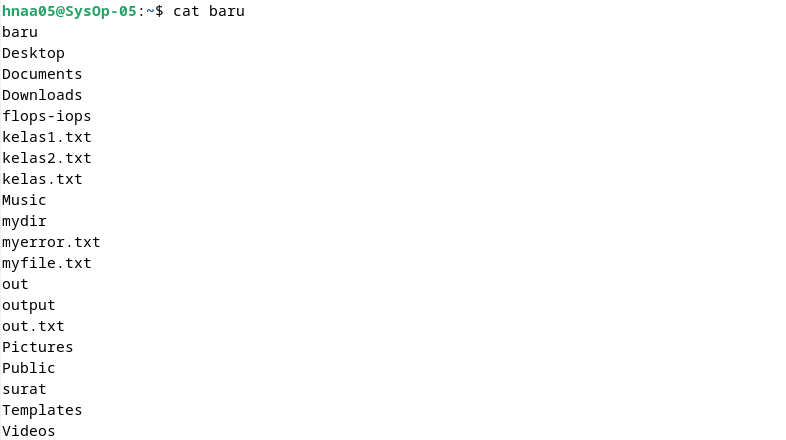 hnaa05@SysOp-05:~$ cat baru
baru
Desktop
Documents
Downloads
flops-iops
kelas1.txt
kelas2.txt
kelas.txt
Music
mydir
myerror.txt
myfile.txt
out
output
out.txt
Pictures
Public
surat
Templates
Videos